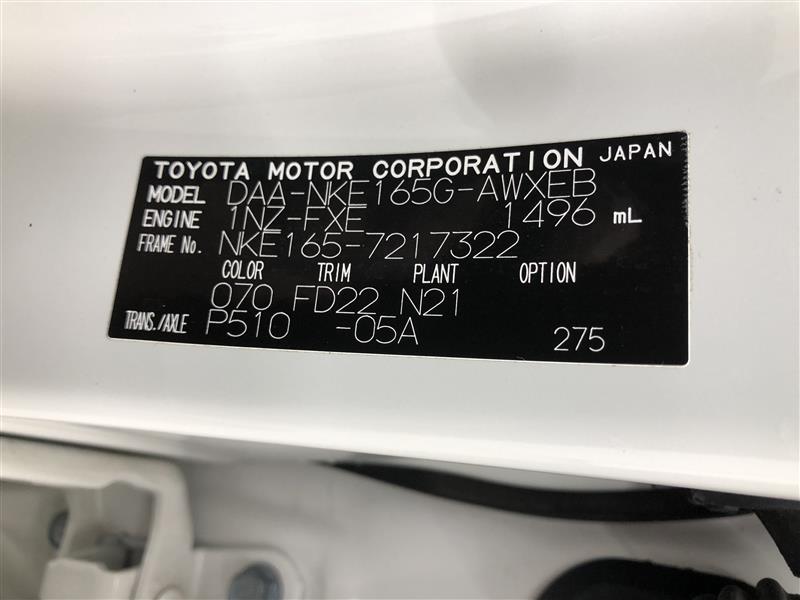 TOYOTA MOTOR CORPORATION JAPAN
MODEL DAA-NKE165G-AWXEB
ENGINE 1NZ-FXE 1496 mL
FRAME No. NKE165-7217322
COLOR TRIM PLANT OPTION
070 FD22 N21
TRANS./AXLE P510 -05A 275